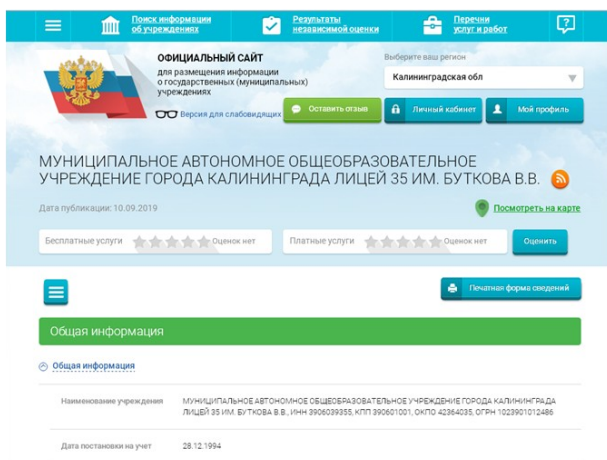 Поиск информации
об учреждениях
Результаты
независимой оценки
Перечни
услуг и работ
ОФИЦИАЛЬНЫЙ САЙТ
для размещения информации
о государственных (муниципальных)
учреждениях
Версия для слабовидящих
Выберите ваш регион
Калининградская обл
Оставить отзыв
Личный кабинет
Мой профиль
МУНИЦИПАЛЬНОЕ АВТОНОМНОЕ ОБЩЕОБРАЗОВАТЕЛЬНОЕ
УЧРЕЖДЕНИЕ ГОРОДА КАЛИНИНГРАДА ЛИЦЕЙ 35 ИМ. БУТКОВА В.В.
Дата публикации: 10.09.2019
Посмотреть на карте
Бесплатные услуги Оценок нет
Платные услуги Оценок нет
Оценить
Печатная форма сведений
Общая информация
Общая информация
Наименование учреждения
МУНИЦИПАЛЬНОЕ АВТОНОМНОЕ ОБЩЕОБРАЗОВАТЕЛЬНОЕ УЧРЕЖДЕНИЕ ГОРОДА КАЛИНИНГРАДА
ЛИЦЕЙ 35 ИМ. БУТКОВА В.В., ИНН 3906039355, КПП 390601001, ОКПО 42364035, ОГРН 1023901012486
Дата постановки на учет
28.12.1994